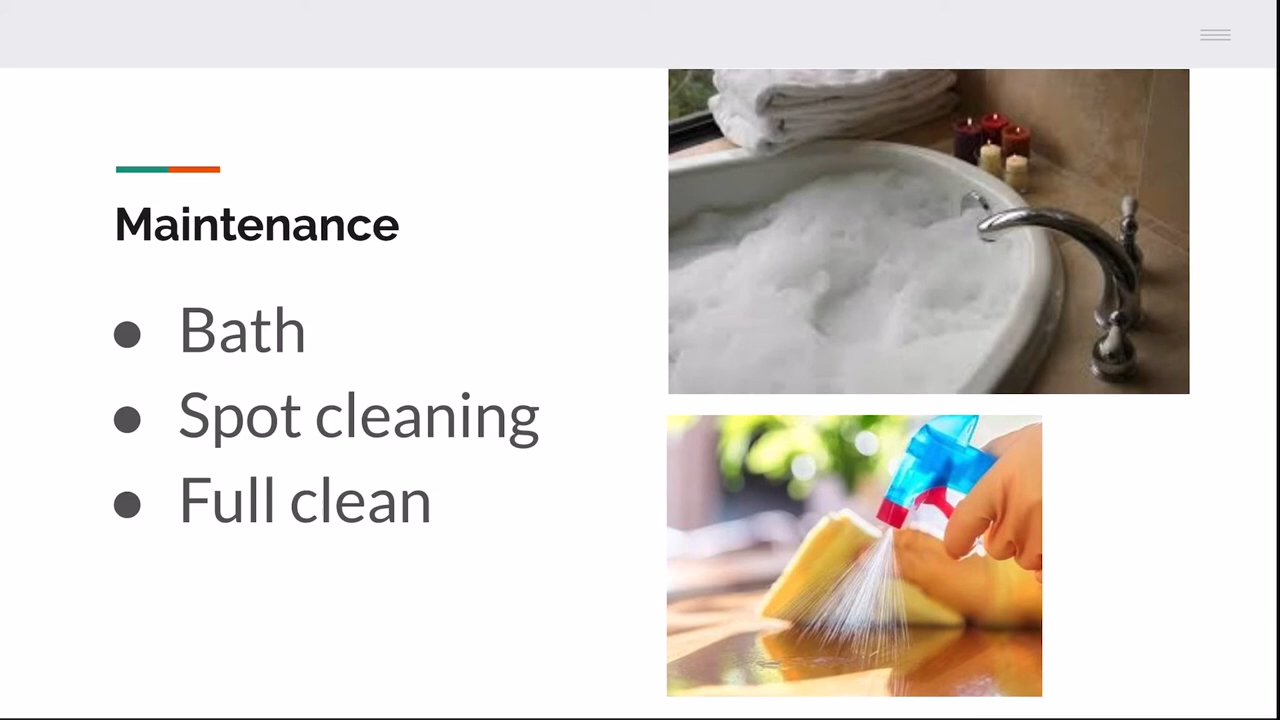 Maintenance
● Bath
● Spot cleaning
● Full clean